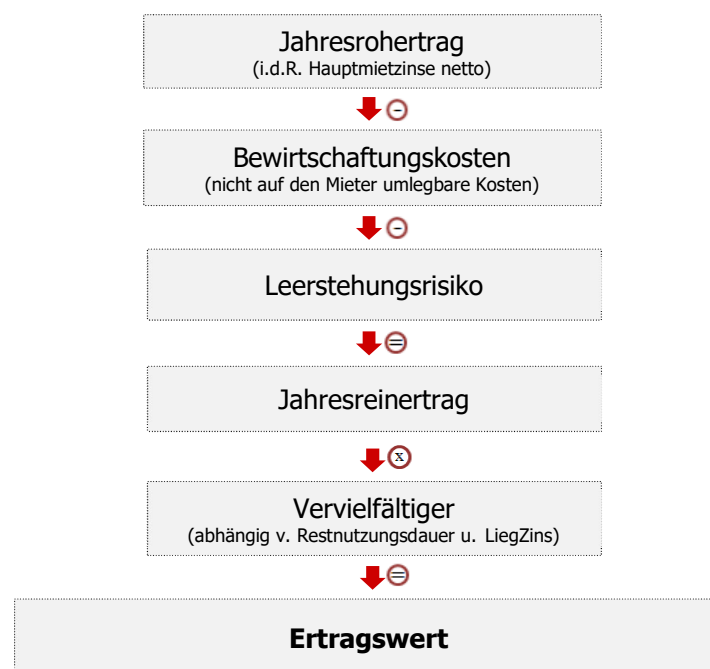 Jahresrohertrag
(i.d.R. Hauptmietzinse netto)
-
Bewirtschaftungskosten
(nicht auf den Mieter umlegbare Kosten)
-
Leerstehungsrisiko
=
Jahresreinertrag
x
Vervielfältiger
(abhängig v. Restnutzungsdauer u. LiegZins)
=
Ertragswert